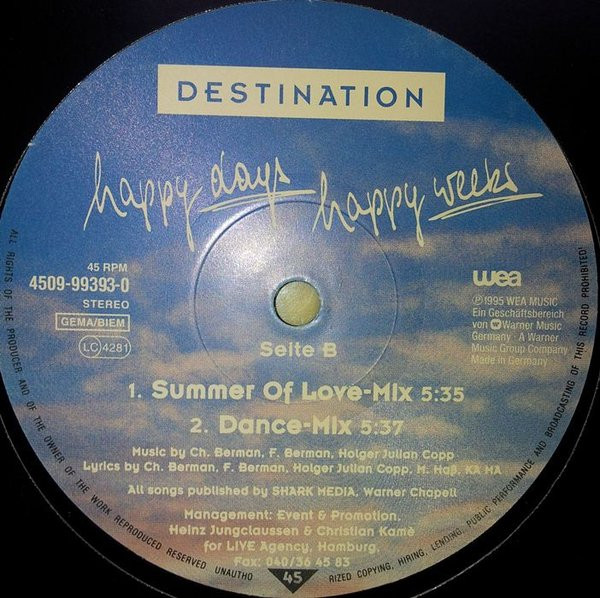 DESTINATION
happy days happy weeks
45 RPM
4509-99393-0
STEREO
GEMA/BIEM
LC 4281
wea
℗ 1995 WEA MUSIC
Ein Geschäftsbereich
von Warner Music
Germany · A Warner
Music Group Company
Made in Germany
Seite B
1. Summer Of Love-Mix 5:35
2. Dance-Mix 5:37
Music by Ch. Berman, F. Berman, Holger Julian Copp
Lyrics by Ch. Berman, F. Berman, Holger Julian Copp, M. Haß, KA MA
All songs published by SHARK MEDIA, Warner Chapell
Management: Event & Promotion,
Heinz Jungclaussen & Christian Kamè
for LIVE Agency, Hamburg,
Fax: 040/36 45 83
45
ALL RIGHTS OF THE PRODUCER AND OF THE OWNER OF THE WORK REPRODUCED RESERVED UNAUTHO RIZED COPYING, HIRING, LENDING, PUBLIC PERFORMANCE AND BROADCASTING OF THIS RECORD PROHIBITED!